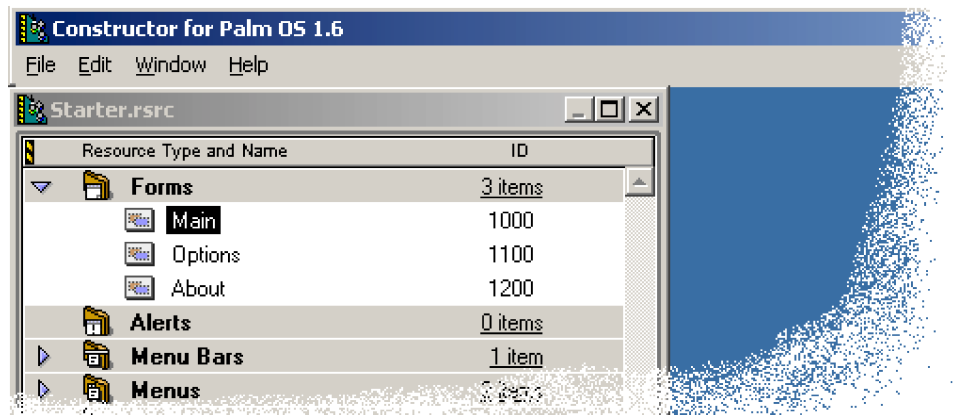 Constructor for Palm OS 1.6
File Edit Window Help
Starter.rsrc
Resource Type and Name ID
Forms 3 items
Main 1000
Options 1100
About 1200
Alerts 0 items
Menu Bars 1 item
Menus items